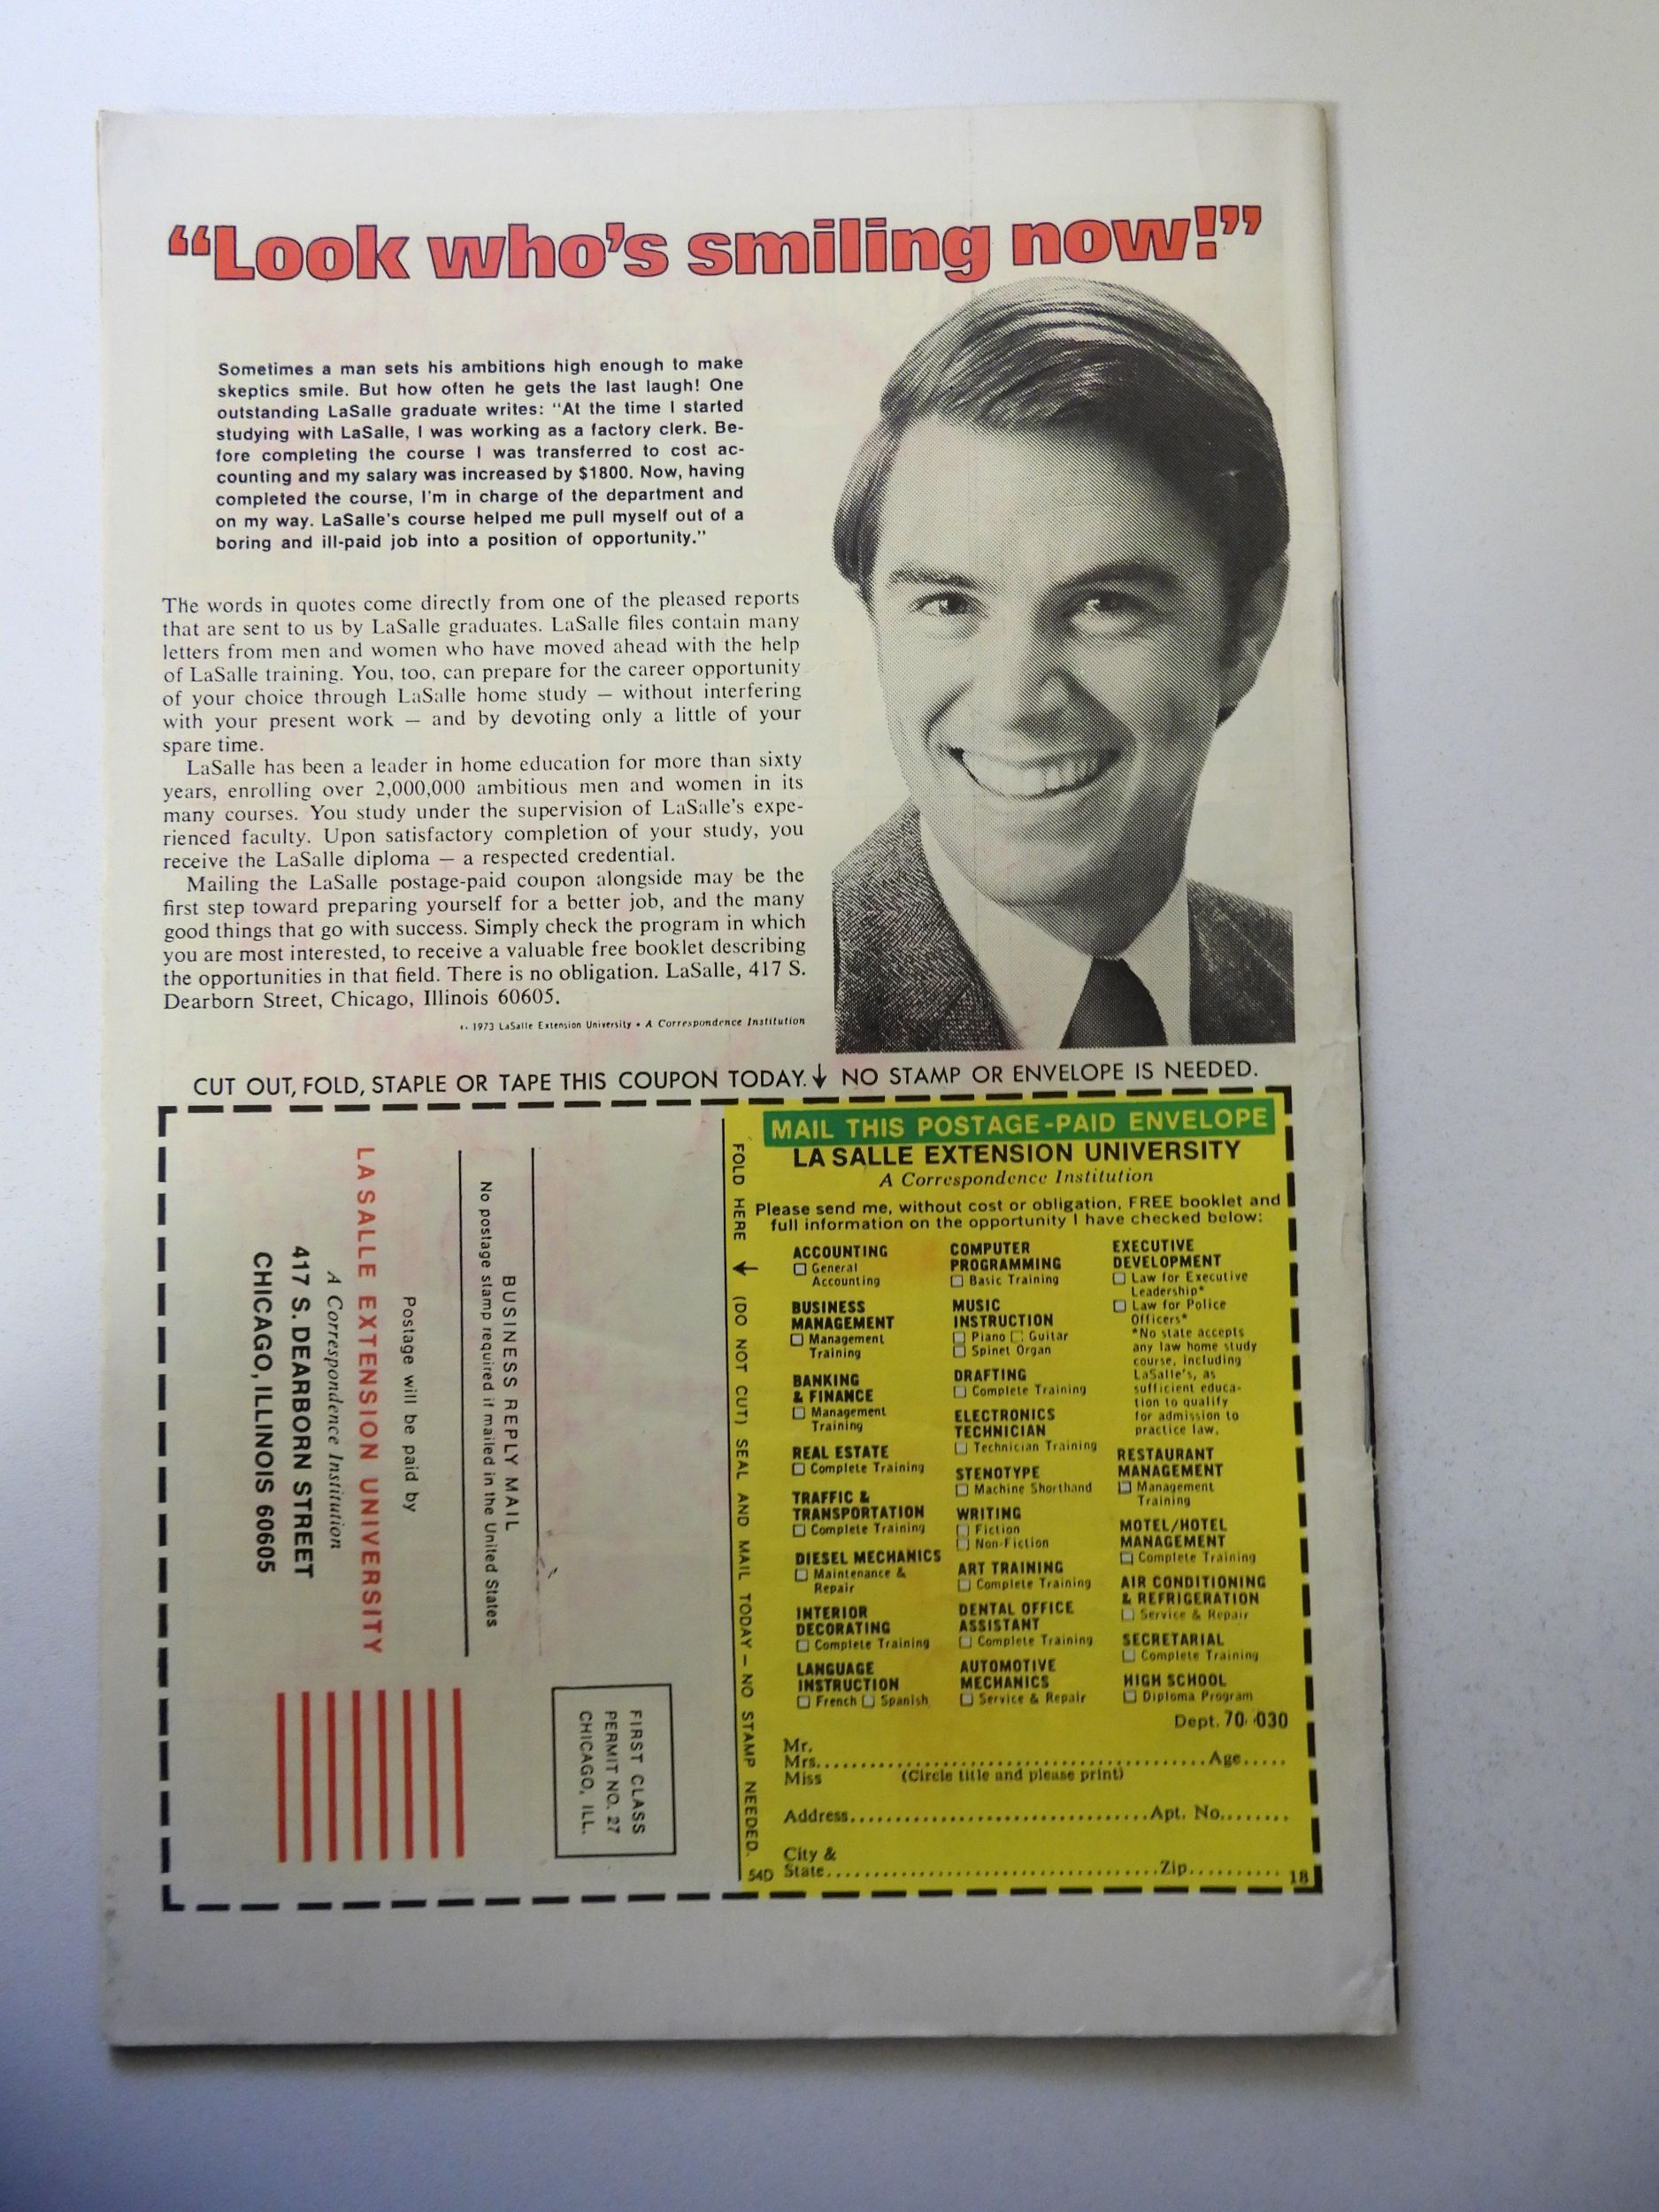 “Look who’s smiling now!”
Sometimes a man sets his ambitions high enough to make
skeptics smile. But how often he gets the last laugh! One
outstanding LaSalle graduate writes: “At the time I started
studying with LaSalle, I was working as a factory clerk. Be-
fore completing the course I was transferred to cost ac-
counting and my salary was increased by $1800. Now, having
completed the course, I’m in charge of the department and
on my way. LaSalle’s course helped me pull myself out of a
boring and ill-paid job into a position of opportunity.”
The words in quotes come directly from one of the pleased reports
that are sent to us by LaSalle graduates. LaSalle files contain many
letters from men and women who have moved ahead with the help
of LaSalle training. You, too, can prepare for the career opportunity
of your choice through LaSalle home study — without interfering
with your present work — and by devoting only a little of your
spare time.
LaSalle has been a leader in home education for more than sixty
years, enrolling over 2,000,000 ambitious men and women in its
many courses. You study under the supervision of LaSalle’s expe-
rienced faculty. Upon satisfactory completion of your study, you
receive the LaSalle diploma — a respected credential.
Mailing the LaSalle postage-paid coupon alongside may be the
first step toward preparing yourself for a better job, and the many
good things that go with success. Simply check the program in which
you are most interested, to receive a valuable free booklet describing
the opportunities in that field. There is no obligation. LaSalle, 417 S.
Dearborn Street, Chicago, Illinois 60605.
1973 LaSalle Extension University • A Correspondence Institution
CUT OUT, FOLD, STAPLE OR TAPE THIS COUPON TODAY. ↓ NO STAMP OR ENVELOPE IS NEEDED.
FIRST CLASS
PERMIT NO. 27
CHICAGO, ILL.
BUSINESS REPLY MAIL
No postage stamp required if mailed in the United States
Postage will be paid by
LA SALLE EXTENSION UNIVERSITY
A Correspondence Institution
417 S. DEARBORN STREET
CHICAGO, ILLINOIS 60605
FOLD HERE ↓ (DO NOT CUT) SEAL AND MAIL TODAY — NO STAMP NEEDED.
54D
MAIL THIS POSTAGE-PAID ENVELOPE
LA SALLE EXTENSION UNIVERSITY
A Correspondence Institution
Please send me, without cost or obligation, FREE booklet and
full information on the opportunity I have checked below:
ACCOUNTING
☐ General
Accounting
BUSINESS
MANAGEMENT
☐ Management
Training
BANKING
& FINANCE
☐ Management
Training
REAL ESTATE
☐ Complete Training
TRAFFIC &
TRANSPORTATION
☐ Complete Training
DIESEL MECHANICS
☐ Maintenance &
Repair
INTERIOR
DECORATING
☐ Complete Training
LANGUAGE
INSTRUCTION
☐ French ☐ Spanish
COMPUTER
PROGRAMMING
☐ Basic Training
MUSIC
INSTRUCTION
☐ Piano ☐ Guitar
☐ Spinet Organ
DRAFTING
☐ Complete Training
ELECTRONICS
TECHNICIAN
☐ Technician Training
STENOTYPE
☐ Machine Shorthand
WRITING
☐ Fiction
☐ Non-Fiction
ART TRAINING
☐ Complete Training
DENTAL OFFICE
ASSISTANT
☐ Complete Training
AUTOMOTIVE
MECHANICS
☐ Service & Repair
EXECUTIVE
DEVELOPMENT
☐ Law for Executive
Leadership*
☐ Law for Police
Officers*
*No state accepts
any law home study
course, including
LaSalle’s, as
sufficient educa-
tion to qualify
for admission to
practice law.
RESTAURANT
MANAGEMENT
☐ Management
Training
MOTEL/HOTEL
MANAGEMENT
☐ Complete Training
AIR CONDITIONING
& REFRIGERATION
☐ Service & Repair
SECRETARIAL
☐ Complete Training
HIGH SCHOOL
☐ Diploma Program
Dept. 70-030
Mr.
Mrs. Age
Miss (Circle title and please print)
Address Apt. No.
City &
State Zip
18